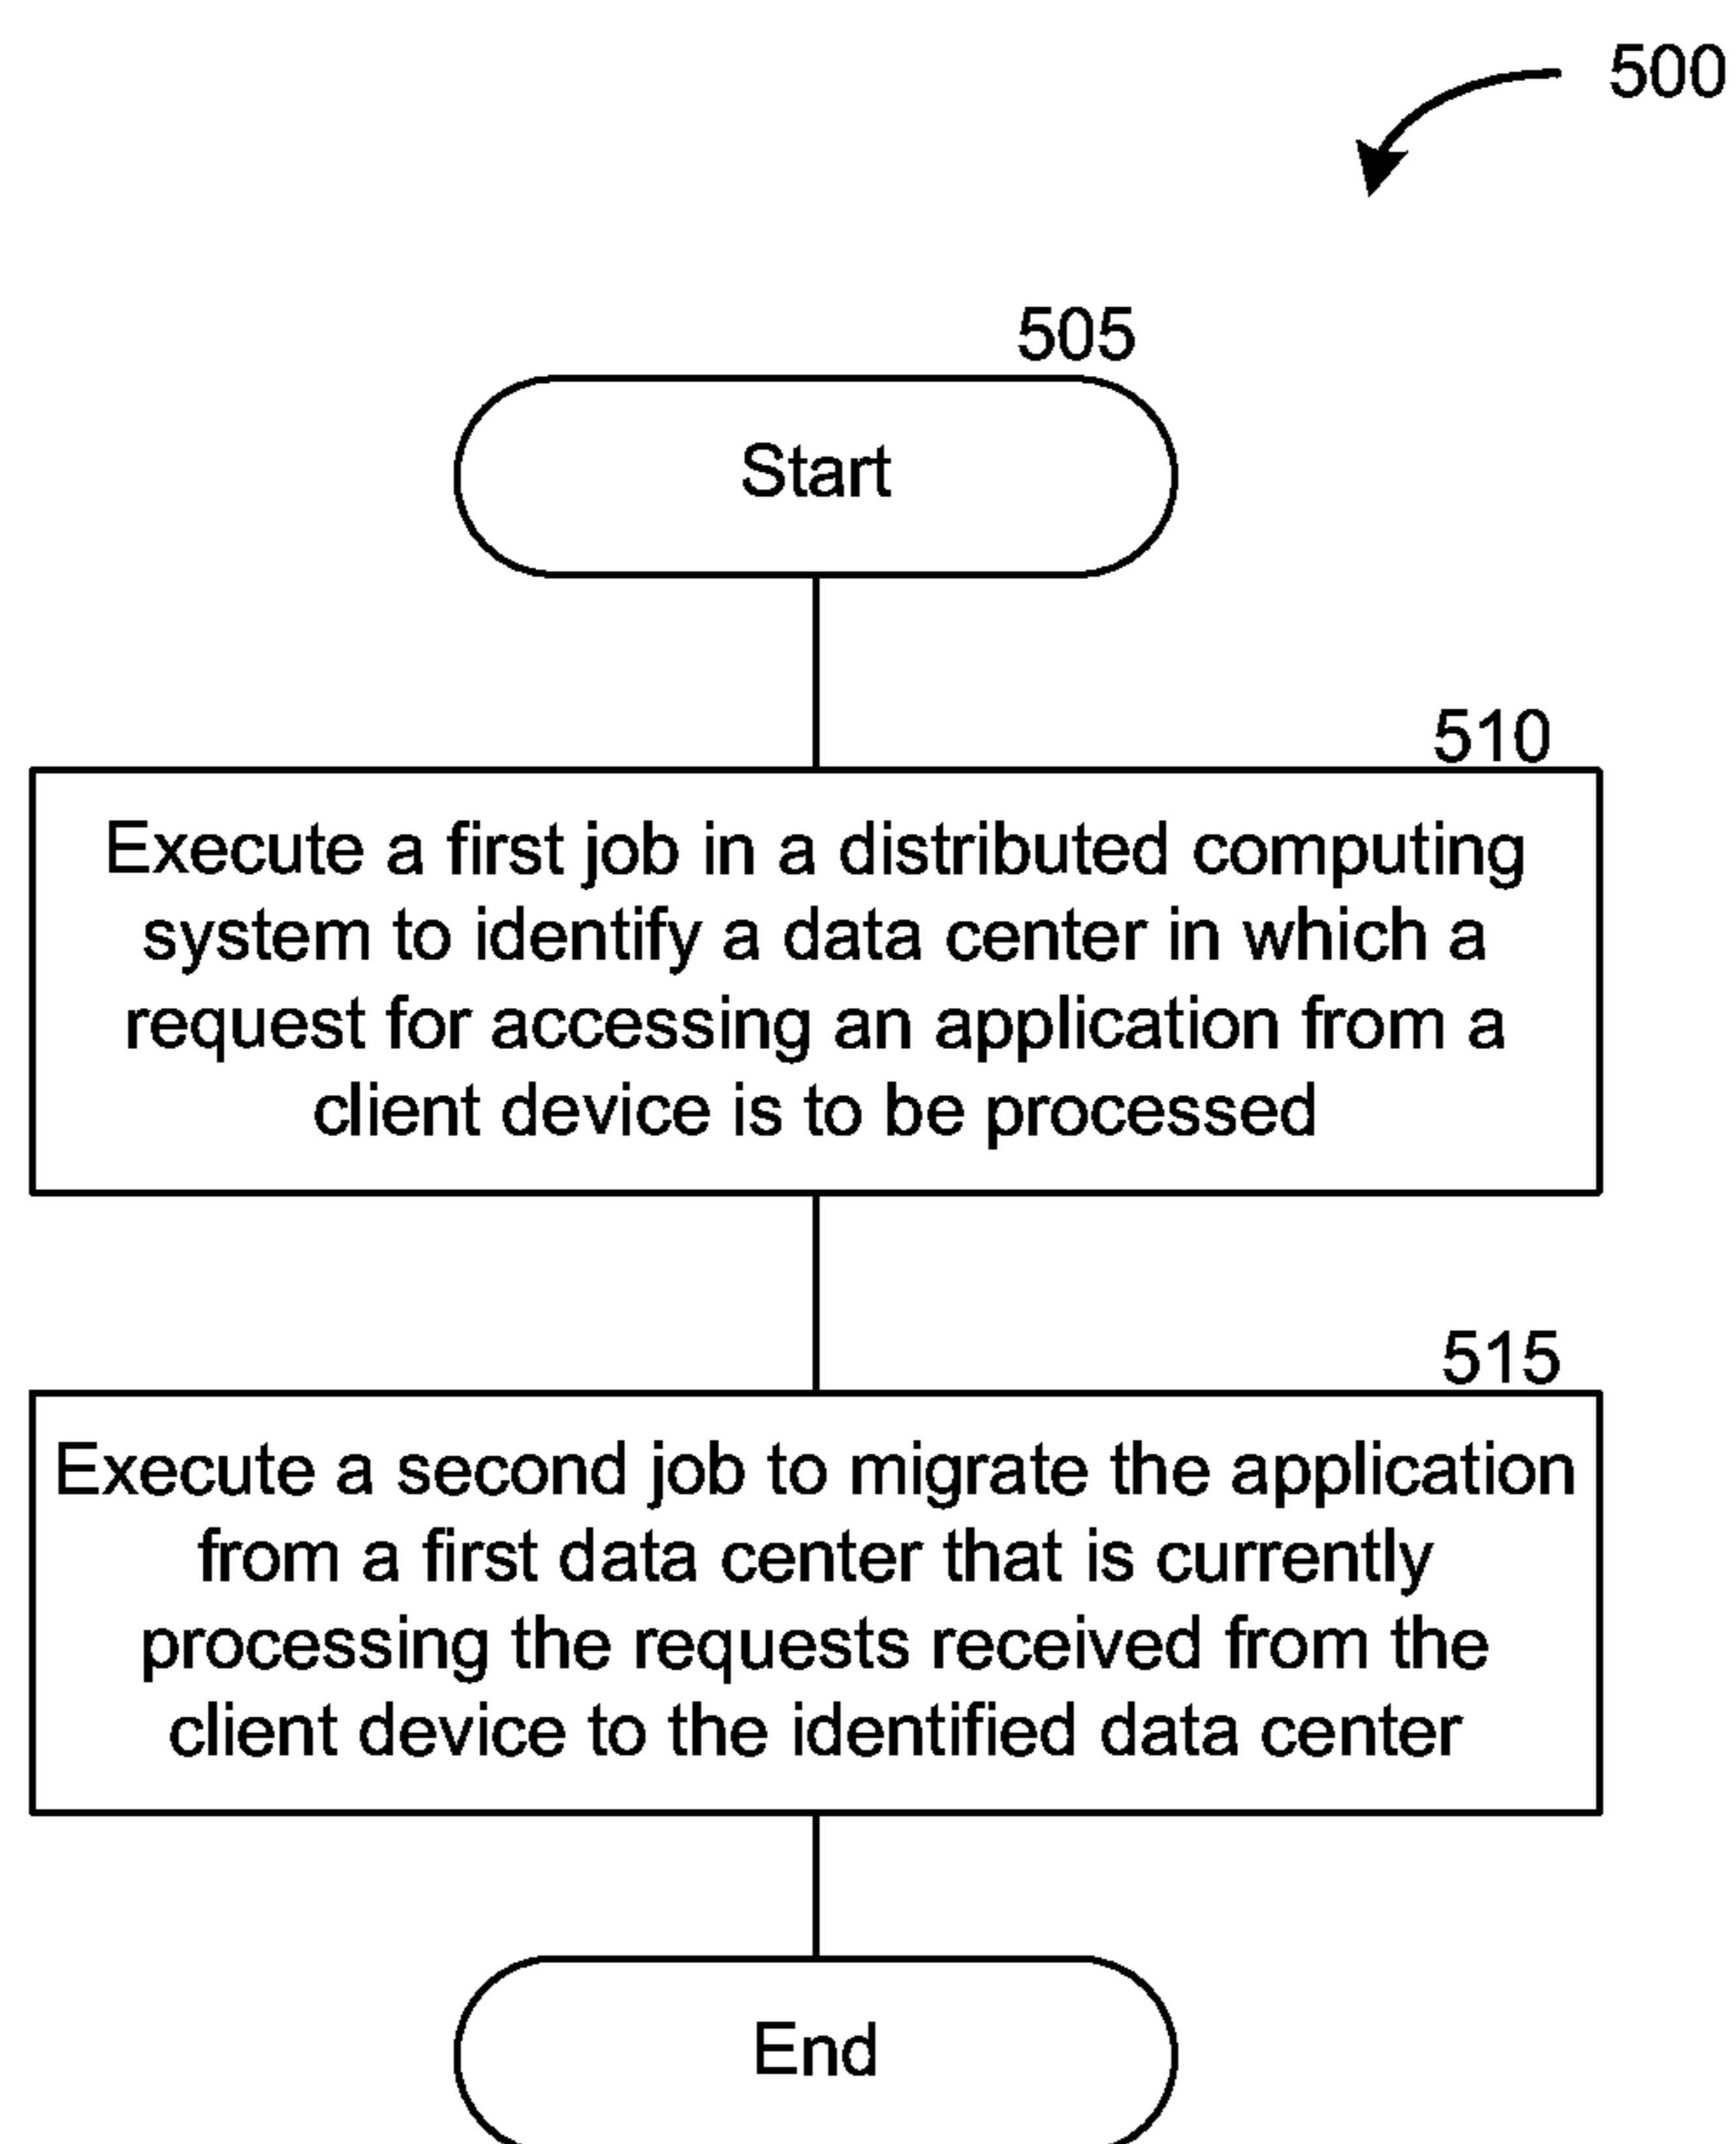 500
505
Start
510
Execute a first job in a distributed computing
system to identify a data center in which a
request for accessing an application from a
client device is to be processed
515
Execute a second job to migrate the application
from a first data center that is currently
processing the requests received from the
client device to the identified data center
End